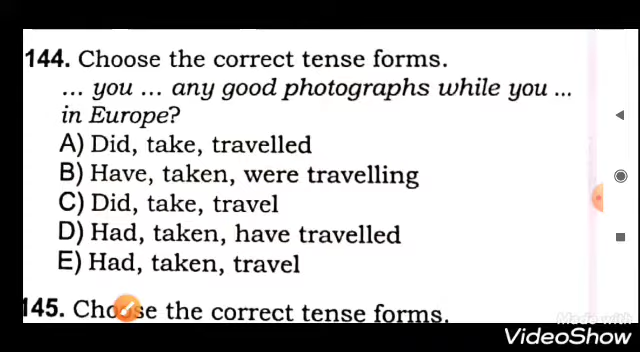 144. Choose the correct tense forms.
... you ... any good photographs while you ...
in Europe?
A) Did, take, travelled
B) Have, taken, were travelling
C) Did, take, travel
D) Had, taken, have travelled
E) Had, taken, travel
145. Choose the correct tense forms.
Made with
VideoShow